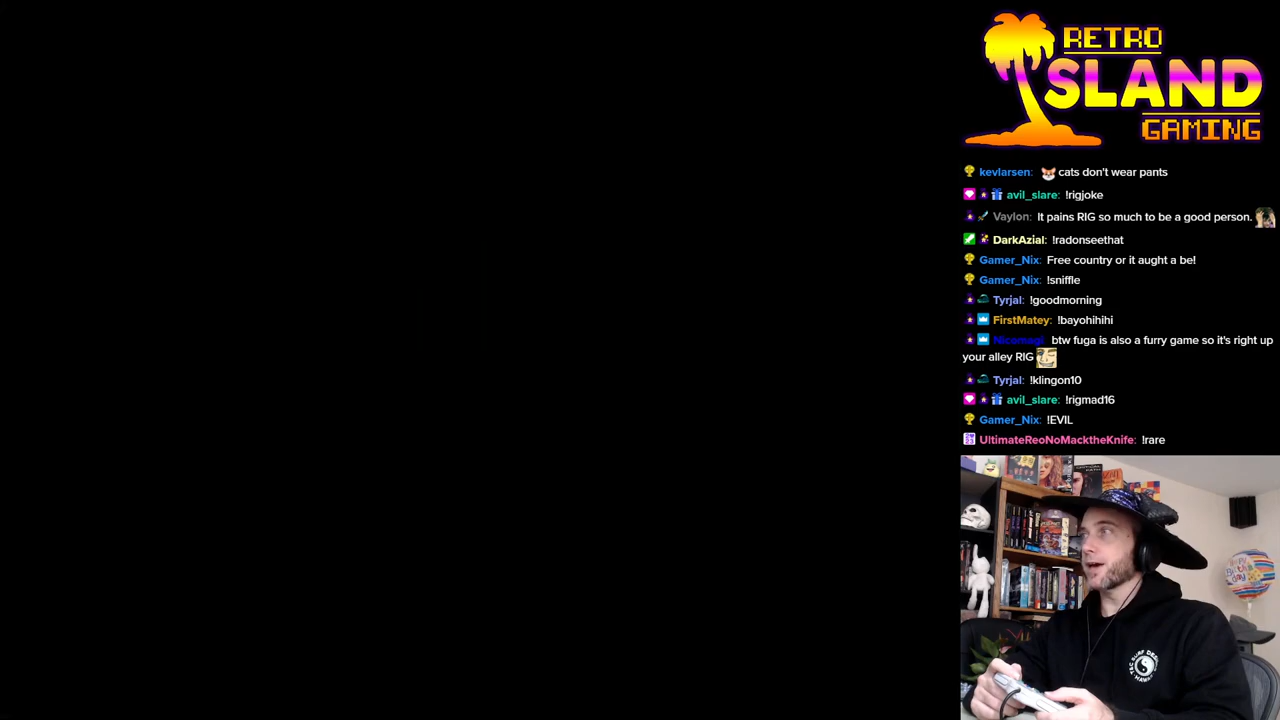 RETRO
ISLAND
GAMING
kevlarsen: cats don't wear pants
avil_slare: !rigjoke
Vaylon: It pains RIG so much to be a good person.
DarkAzial: !radonseethat
Gamer_Nix: Free country or it aught a be!
Gamer_Nix: !sniffle
Tyrjal: !goodmorning
FirstMatey: !bayohihihi
Nicomagi: btw fuga is also a furry game so it's right up
your alley RIG
Tyrjal: !klingon10
avil_slare: !rigmad16
Gamer_Nix: !EVIL
UltimateReoNoMacktheKnife: !rare